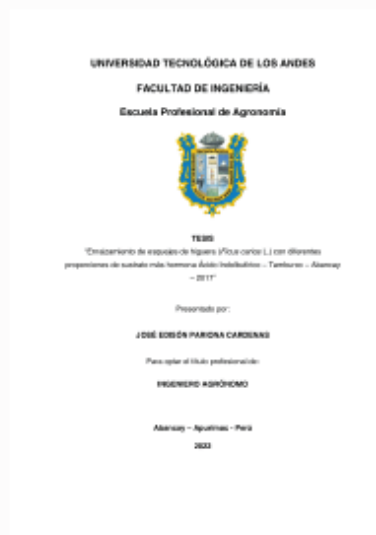 UNIVERSIDAD TECNOLÓGICA DE LOS ANDES
FACULTAD DE INGENIERÍA
Escuela Profesional de Agronomía
TESIS
"Enraizamiento de esquejes de higuera (Ficus carica L.) con diferentes
proporciones de sustrato más hormona Ácido Indolbutírico – Tamburco – Abancay
– 2017"
Presentado por:
JOSÉ EDISÓN PARIONA CARDENAS
Para optar el título profesional de:
INGENIERO AGRÓNOMO
Abancay – Apurímac - Perú